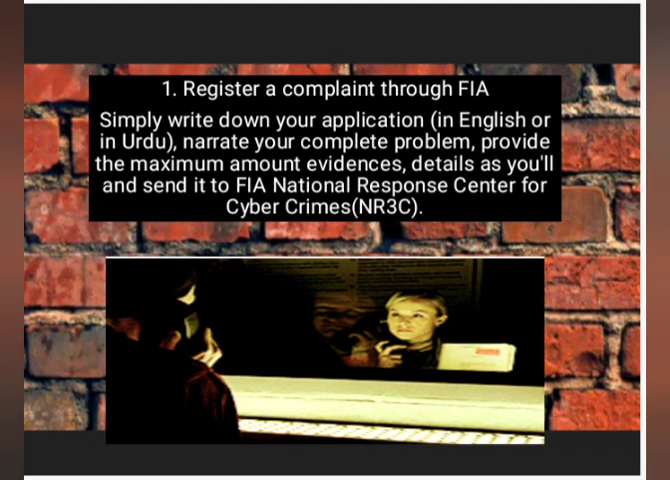 1. Register a complaint through FIA
Simply write down your application (in English or
in Urdu), narrate your complete problem, provide
the maximum amount evidences, details as you'll
and send it to FIA National Response Center for
Cyber Crimes(NR3C).